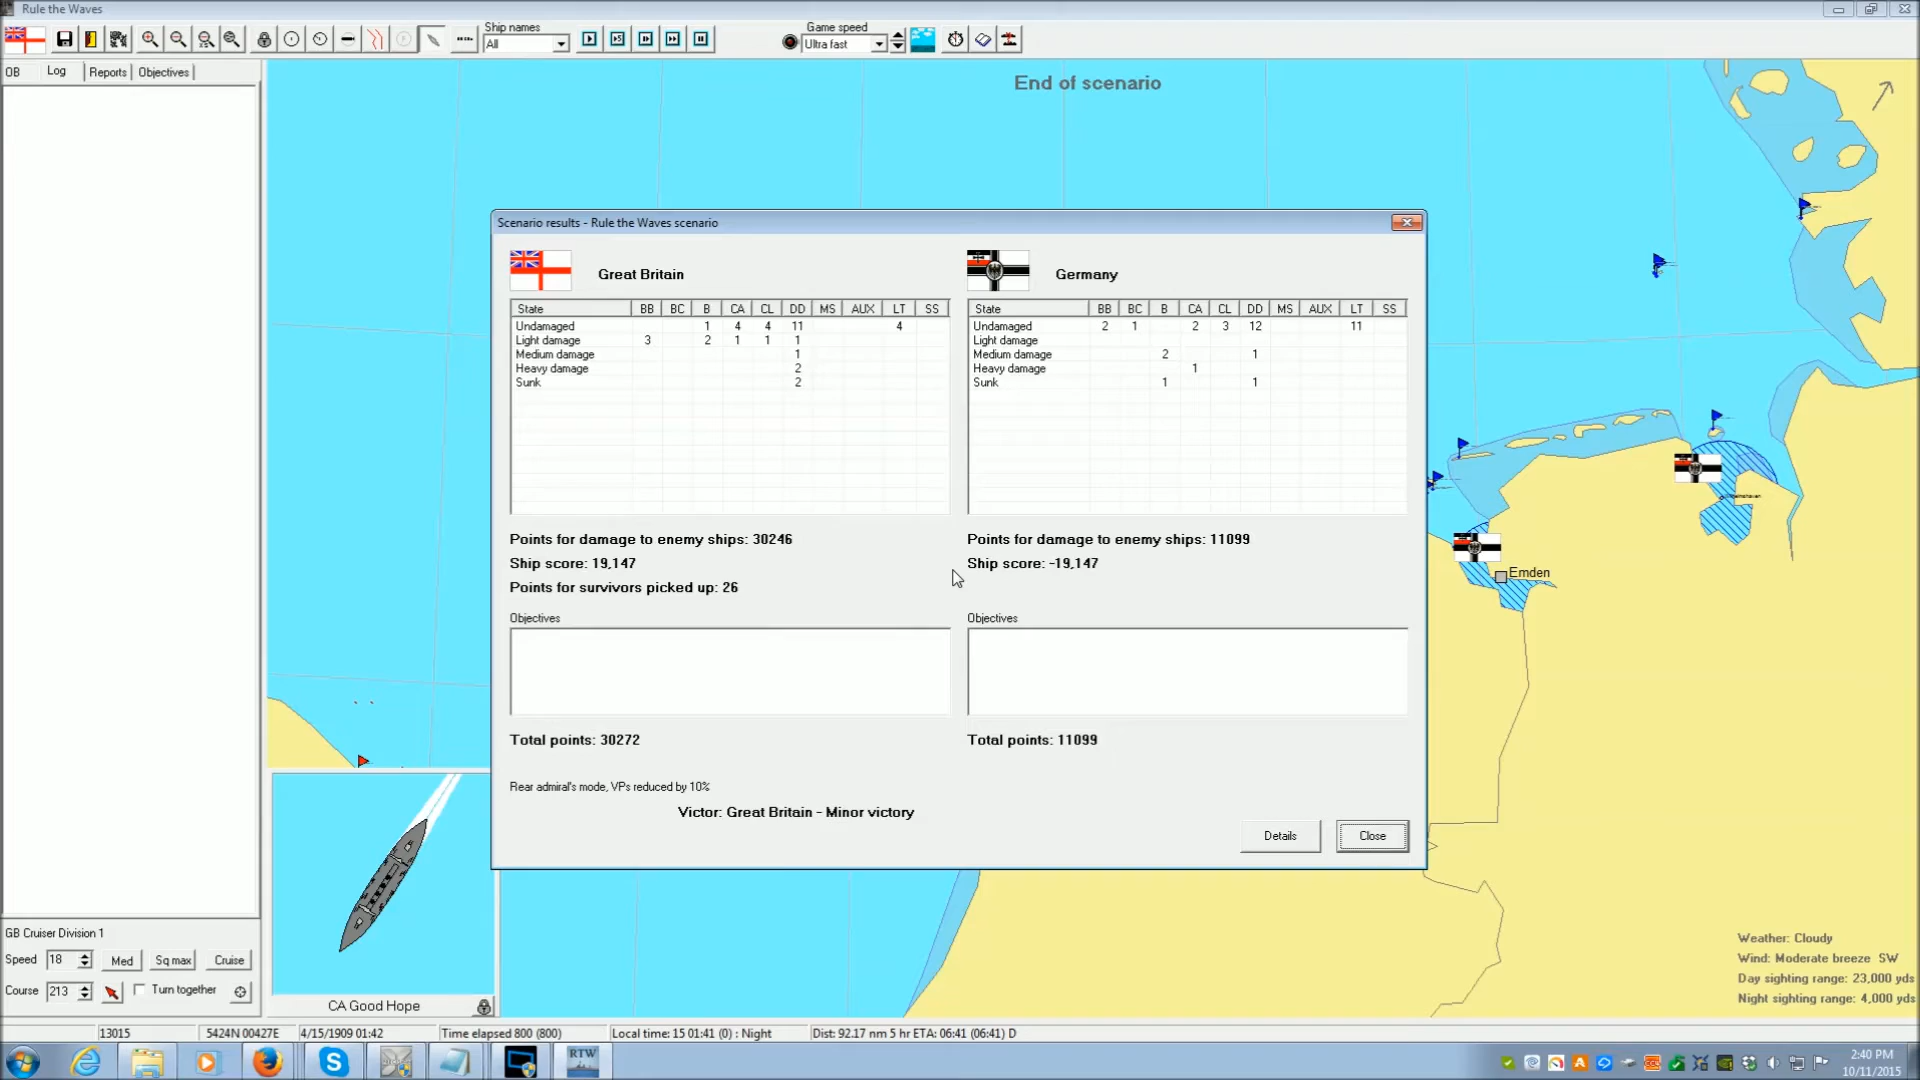 Rule the Waves
Ship names
All
Game speed
Ultra fast
OB Log Reports Objectives
End of scenario
Scenario results - Rule the Waves scenario
Great Britain
Germany
State BB BC B CA CL DD MS AUX LT SS
Undamaged 1 4 4 11 4
Light damage 3 2 1 1 1
Medium damage 1
Heavy damage 2
Sunk 2
State BB BC B CA CL DD MS AUX LT SS
Undamaged 2 1 2 3 12 11
Light damage
Medium damage 2 1
Heavy damage 1
Sunk 1 1
Points for damage to enemy ships: 30246
Ship score: 19,147
Points for survivors picked up: 26
Points for damage to enemy ships: 11099
Ship score: -19,147
Objectives
Objectives
Total points: 30272
Total points: 11099
Rear admiral's mode, VPs reduced by 10%
Victor: Great Britain - Minor victory
Details
Close
Emden
GB Cruiser Division 1
Speed 18 Med Sq max Cruise
Course 213 Turn together
CA Good Hope
Weather: Cloudy
Wind: Moderate breeze SW
Day sighting range: 23,000 yds
Night sighting range: 4,000 yds
13015 5424N 00427E 4/15/1909 01:42 Time elapsed 800 (800) Local time: 15 01:41 (0) : Night Dist: 92.17 nm 5 hr ETA: 06:41 (06:41) D
RTW
2:40 PM
10/11/2015